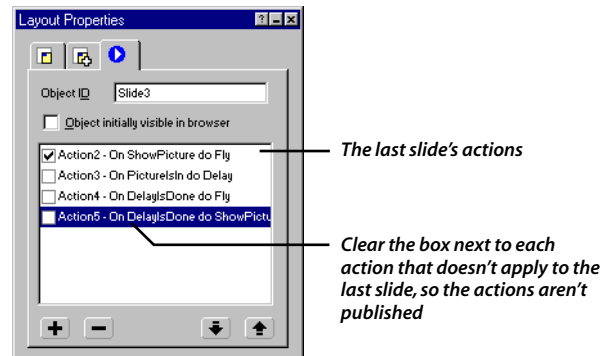 Layout Properties
Object ID Slide3
Object initially visible in browser
Action2 - On ShowPicture do Fly
Action3 - On PictureIsIn do Delay
Action4 - On DelayIsDone do Fly
Action5 - On DelayIsDone do ShowPictu
The last slide’s actions
Clear the box next to each
action that doesn’t apply to the
last slide, so the actions aren’t
published